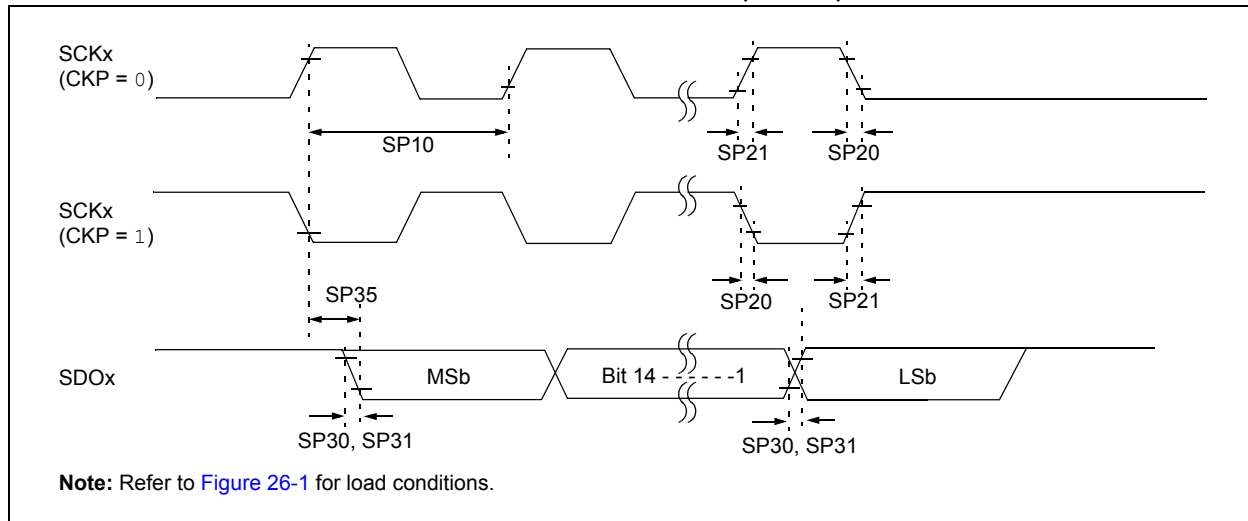 SCKx
(CKP = 0)
SP10
SP21
SP20
SCKx
(CKP = 1)
SP35
SP20
SP21
SDOx
MSb
Bit 14 - - - - - -1
LSb
SP30, SP31
SP30, SP31
Note: Refer to Figure 26-1 for load conditions.